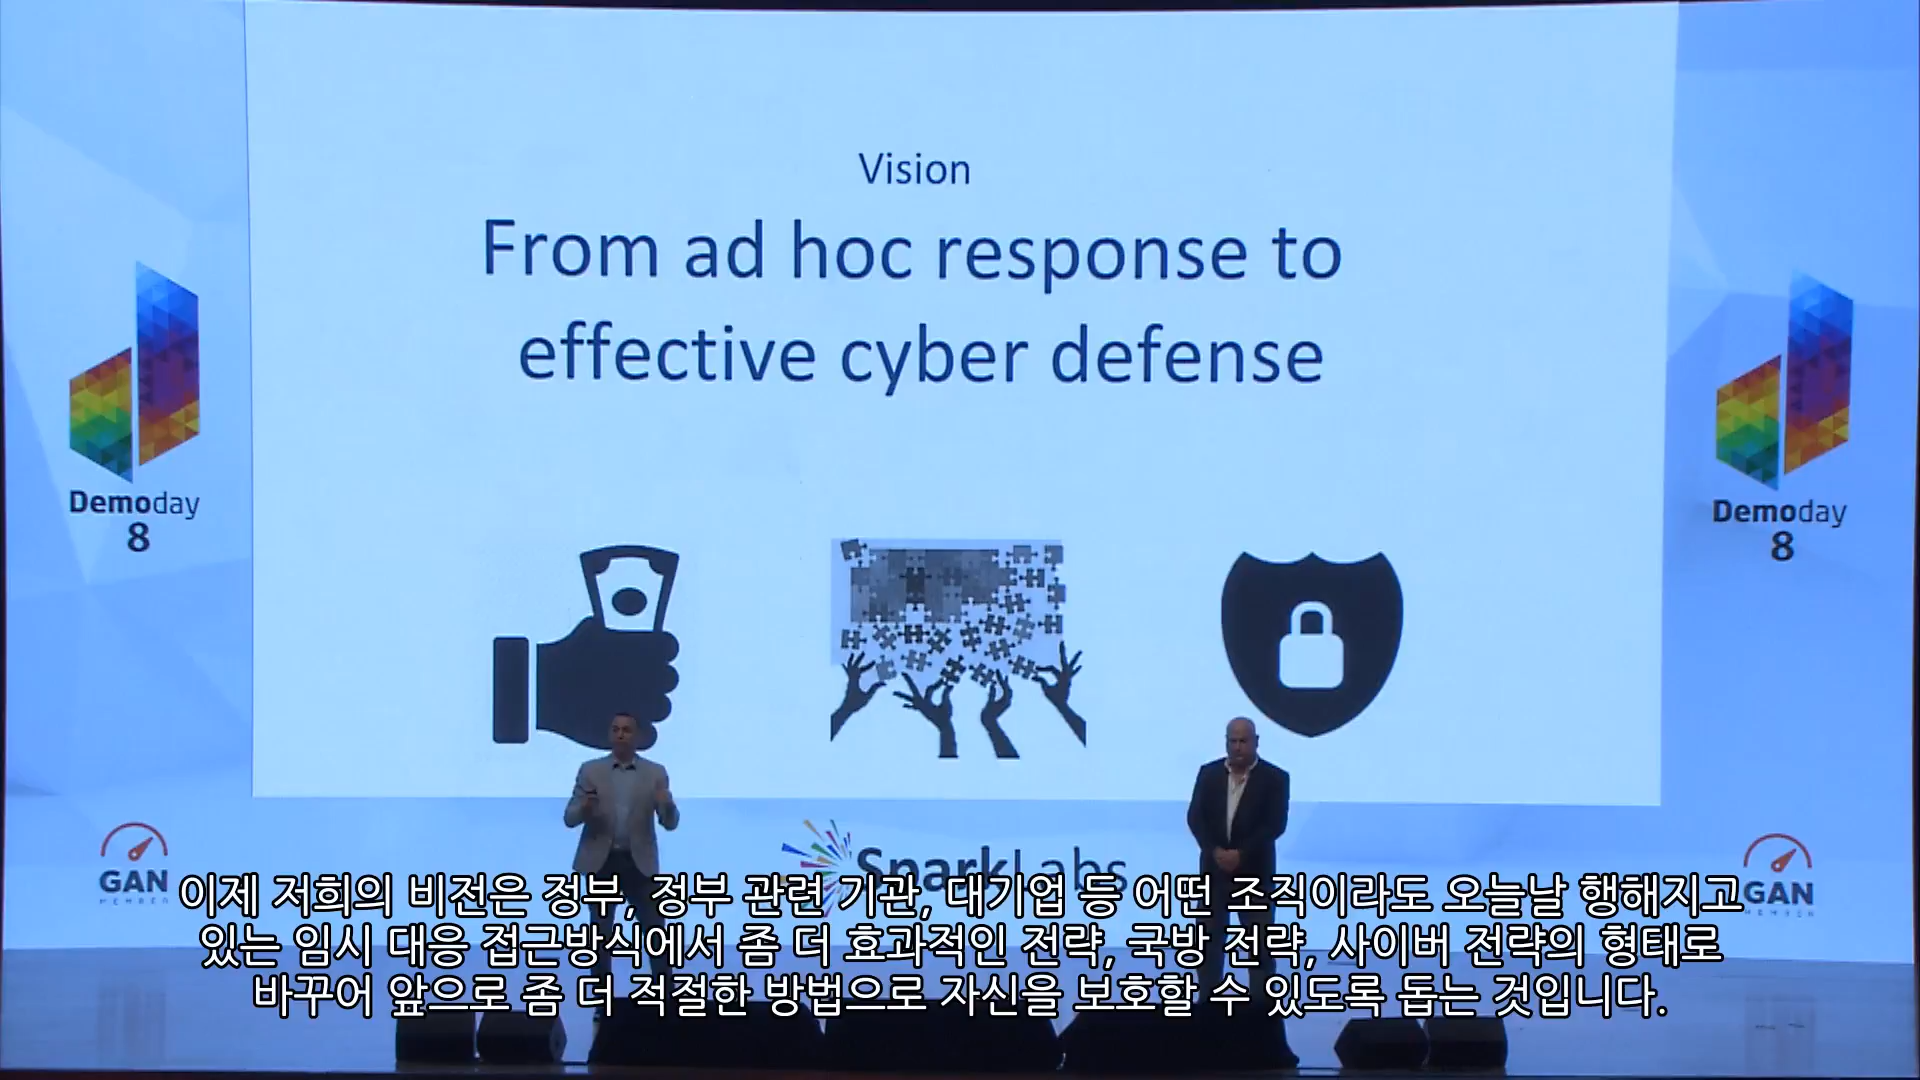 Vision
From ad hoc response to
effective cyber defense
Demoday
8
Demoday
8
SparkLabs
GAN
MEMBER
GAN
MEMBER
이제 저희의 비전은 정부, 정부 관련 기관, 대기업 등 어떤 조직이라도 오늘날 행해지고
있는 임시 대응 접근방식에서 좀 더 효과적인 전략, 국방 전략, 사이버 전략의 형태로
바꾸어 앞으로 좀 더 적절한 방법으로 자신을 보호할 수 있도록 돕는 것입니다.